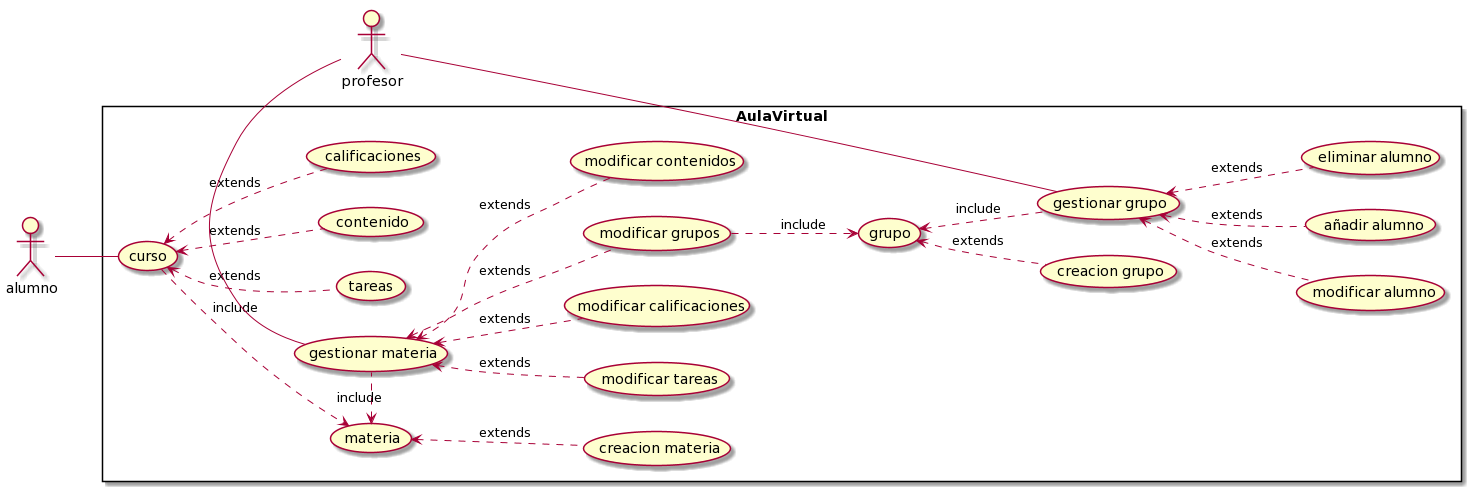 profesor
AulaVirtual
calificaciones
modificar contenidos
eliminar alumno
extends
extends
extends
contenido
modificar grupos
include
grupo
include
gestionar grupo
extends
añadir alumno
extends
alumno
curso
extends
tareas
extends
modificar calificaciones
extends
creacion grupo
extends
modificar alumno
include
extends
gestionar materia
extends
modificar tareas
include
materia
extends
creacion materia